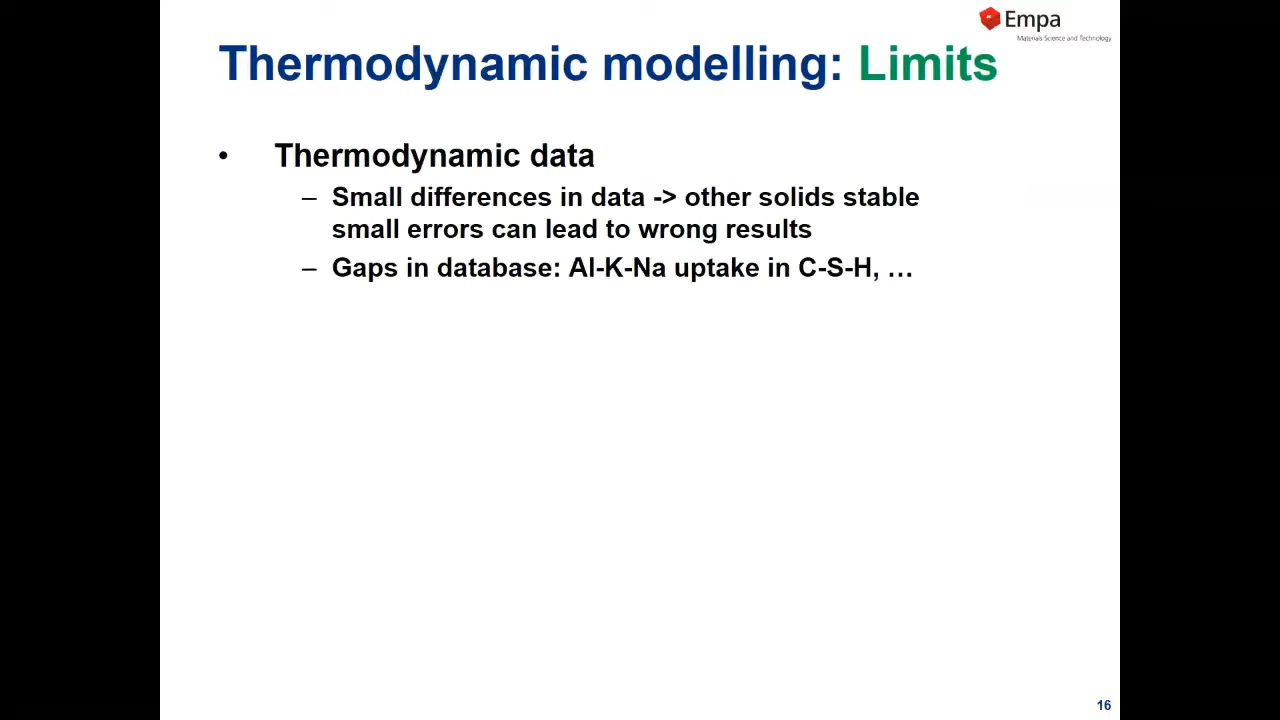 Empa
Materials Science and Technology
Thermodynamic modelling: Limits
• Thermodynamic data
– Small differences in data -> other solids stable
small errors can lead to wrong results
– Gaps in database: Al-K-Na uptake in C-S-H, …
16